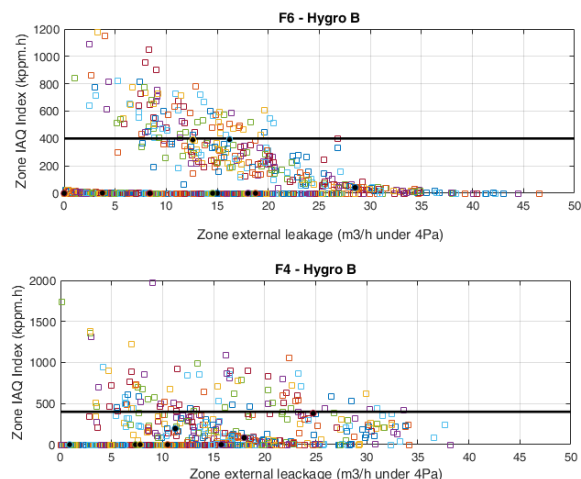 F6 - Hygro B
1200
1000
800
600
400
200
0
Zone IAQ Index (kppm.h)
0 5 10 15 20 25 30 35 40 45 50
Zone external leakage (m3/h under 4Pa)
F4 - Hygro B
2000
1500
1000
500
0
Zone IAQ Index (kppm.h)
0 5 10 15 20 25 30 35 40 45 50
Zone external leackage (m3/h under 4Pa)